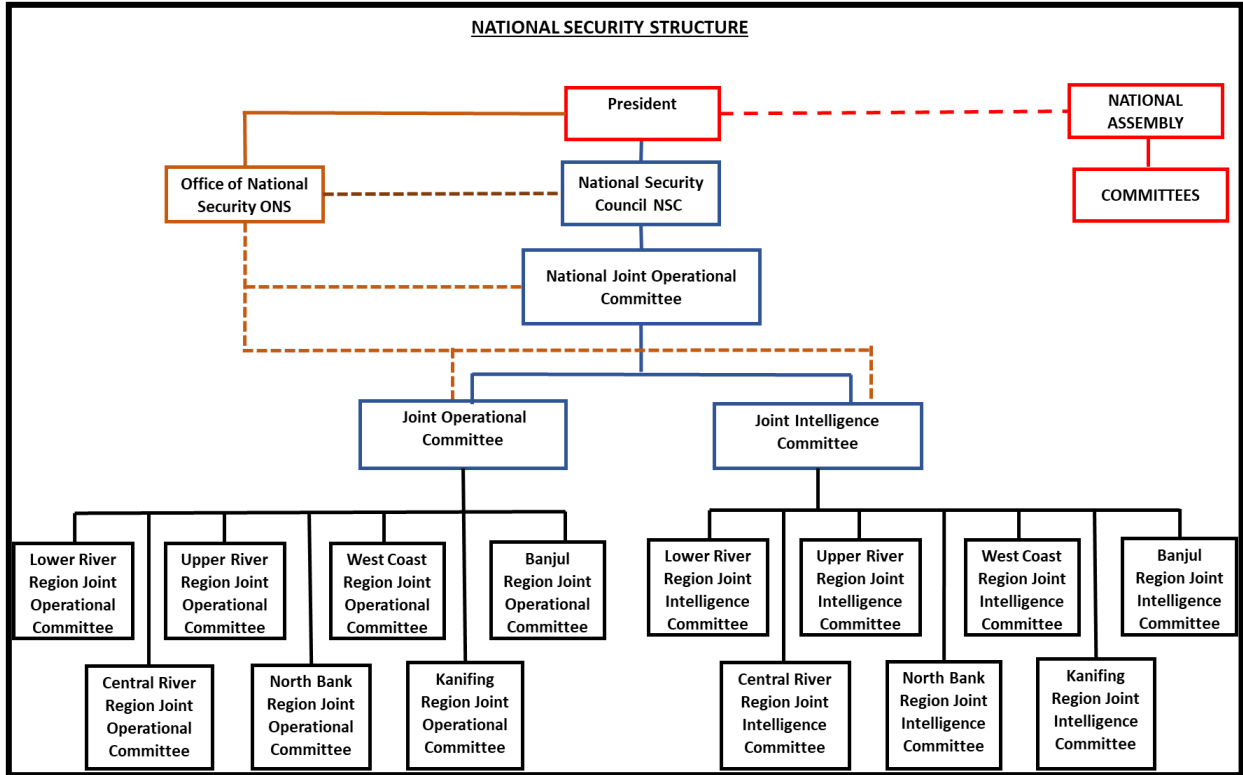 NATIONAL SECURITY STRUCTURE
President
NATIONAL
ASSEMBLY
Office of National
Security ONS
National Security
Council NSC
COMMITTEES
National Joint Operational
Committee
Joint Operational
Committee
Joint Intelligence
Committee
Lower River
Region Joint
Operational
Committee
Upper River
Region Joint
Operational
Committee
West Coast
Region Joint
Operational
Committee
Banjul
Region Joint
Operational
Committee
Lower River
Region Joint
Intelligence
Committee
Upper River
Region Joint
Intelligence
Committee
West Coast
Region Joint
Intelligence
Committee
Banjul
Region Joint
Intelligence
Committee
Central River
Region Joint
Operational
Committee
North Bank
Region Joint
Operational
Committee
Kanifing
Region Joint
Operational
Committee
Central River
Region Joint
Intelligence
Committee
North Bank
Region Joint
Intelligence
Committee
Kanifing
Region Joint
Intelligence
Committee